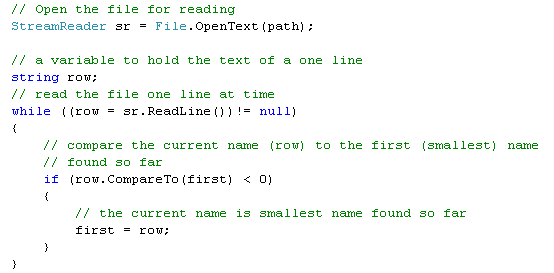 // Open the file for reading
StreamReader sr = File.OpenText(path);
// a variable to hold the text of a one line
string row;
// read the file one line at time
while ((row = sr.ReadLine())!= null)
{
// compare the current name (row) to the first (smallest) name
// found so far
if (row.CompareTo(first) < 0)
{
// the current name is smallest name found so far
first = row;
}
}